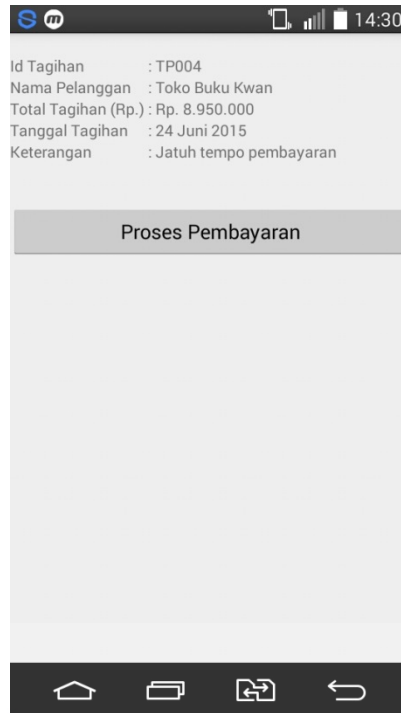 14:30
Id Tagihan : TP004
Nama Pelanggan : Toko Buku Kwan
Total Tagihan (Rp.) : Rp. 8.950.000
Tanggal Tagihan : 24 Juni 2015
Keterangan : Jatuh tempo pembayaran
Proses Pembayaran